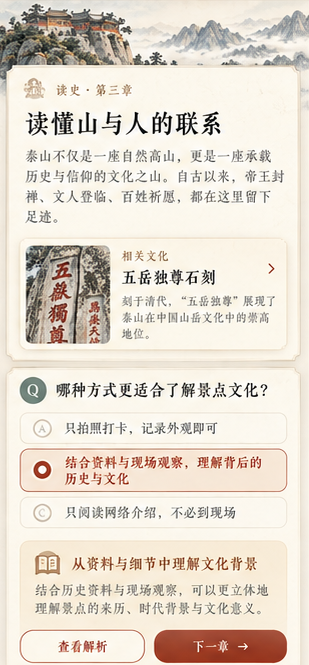 读史·第三章
读懂山与人的联系
泰山不仅是一座自然高山，更是一座承载
历史与信仰的文化之山。自古以来，帝王封
禅、文人登临、百姓祈愿，都在这里留下
足迹。
五嶽獨尊
相关文化
五岳独尊石刻
刻于清代，“五岳独尊”展现了
泰山在中国山岳文化中的崇高
地位。
Q 哪种方式更适合了解景点文化？
A 只拍照打卡，记录外观即可
结合资料与现场观察，理解背后的
历史与文化
C 只阅读网络介绍，不必到现场
从资料与细节中理解文化背景
结合历史资料与现场观察，可以更立体地
理解景点的来历、时代背景与文化意义。
查看解析
下一章 →